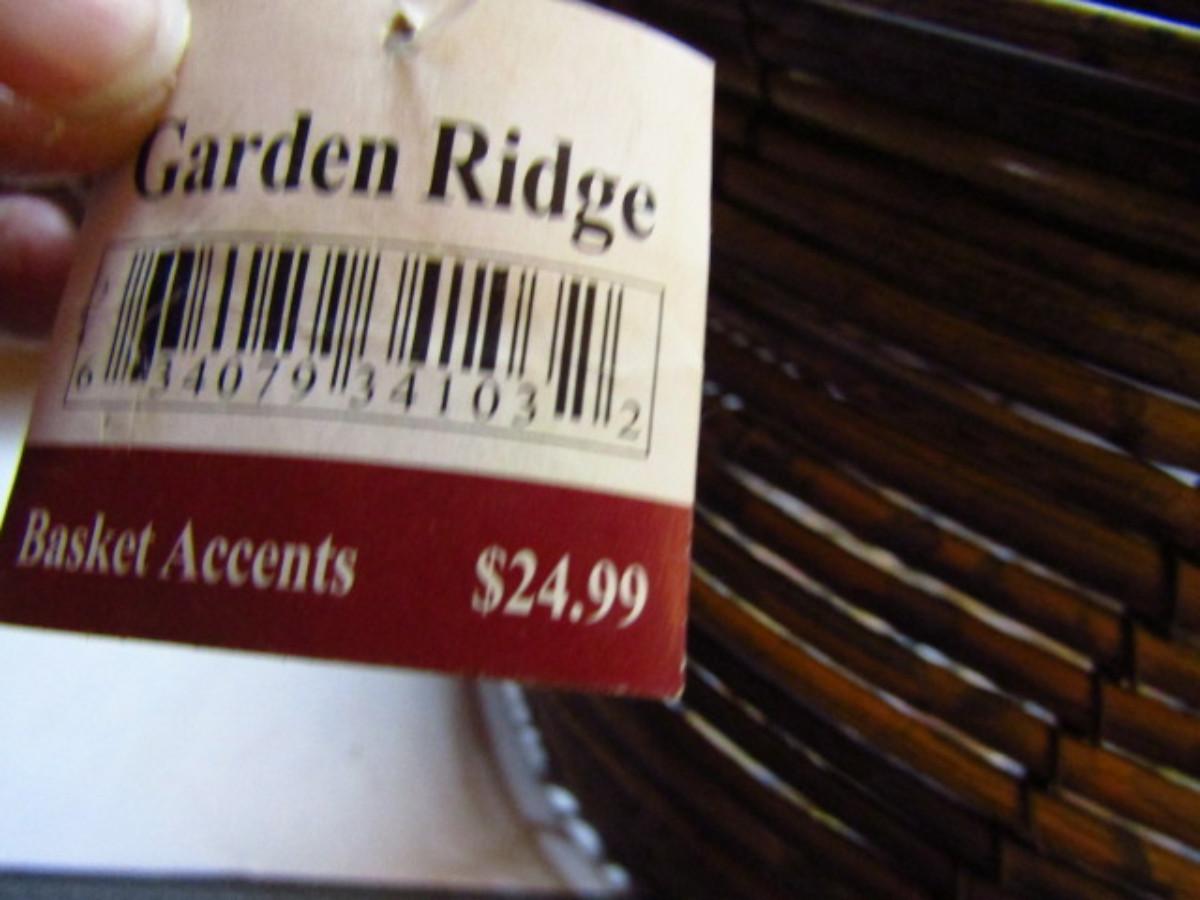 Garden Ridge
6 34079 34103 2
Basket Accents $24.99